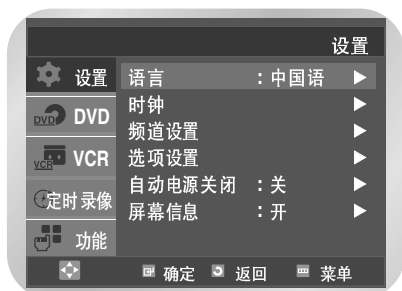 设置
设置
DVD
DVD
VCR
VCR
定时录像
功能
语言 : 中国语 ▶
时钟 ▶
频道设置 ▶
选项设置 ▶
自动电源关闭 : 关 ▶
屏幕信息 : 开 ▶
确定 返回 菜单